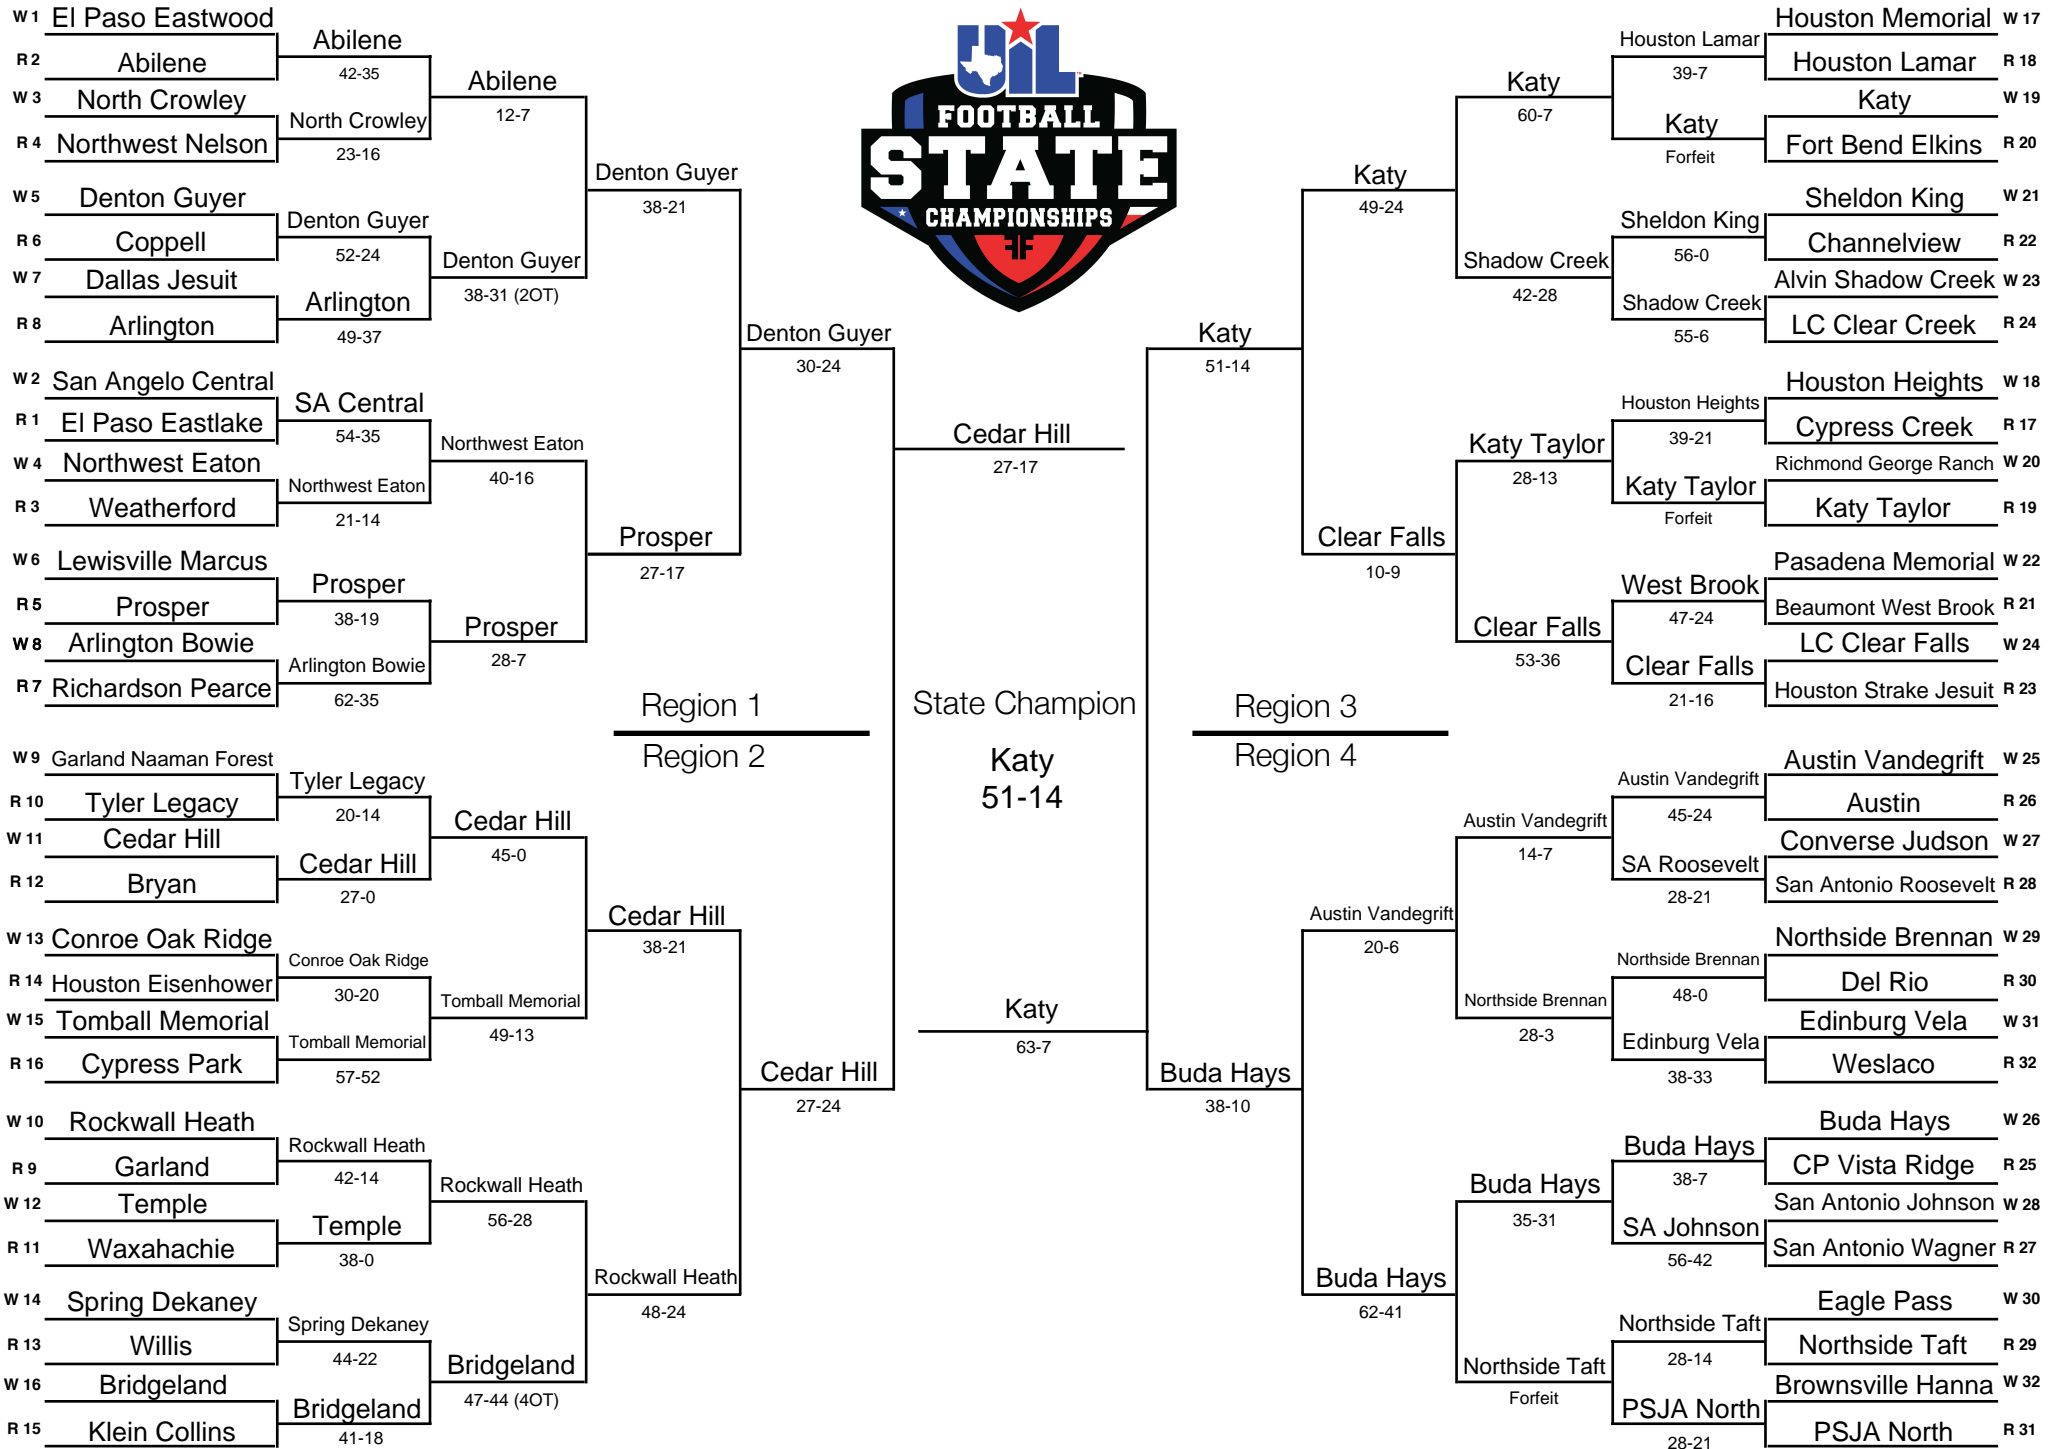 W 1 El Paso Eastwood
R 2 Abilene
W 3 North Crowley
R 4 Northwest Nelson
W 5 Denton Guyer
R 6 Coppell
W 7 Dallas Jesuit
R 8 Arlington
W 2 San Angelo Central
R 1 El Paso Eastlake
W 4 Northwest Eaton
R 3 Weatherford
W 6 Lewisville Marcus
R 5 Prosper
W 8 Arlington Bowie
R 7 Richardson Pearce
W 9 Garland Naaman Forest
R 10 Tyler Legacy
W 11 Cedar Hill
R 12 Bryan
W 13 Conroe Oak Ridge
R 14 Houston Eisenhower
W 15 Tomball Memorial
R 16 Cypress Park
W 10 Rockwall Heath
R 9 Garland
W 12 Temple
R 11 Waxahachie
W 14 Spring Dekaney
R 13 Willis
W 16 Bridgeland
R 15 Klein Collins
Abilene
42-35
North Crowley
23-16
Denton Guyer
52-24
Arlington
49-37
SA Central
54-35
Northwest Eaton
21-14
Prosper
38-19
Arlington Bowie
62-35
Tyler Legacy
20-14
Cedar Hill
27-0
Conroe Oak Ridge
30-20
Tomball Memorial
57-52
Rockwall Heath
42-14
Temple
38-0
Spring Dekaney
44-22
Bridgeland
41-18
Abilene
12-7
Denton Guyer
38-31 (2OT)
Northwest Eaton
40-16
Prosper
28-7
Cedar Hill
45-0
Tomball Memorial
49-13
Rockwall Heath
56-28
Bridgeland
47-44 (4OT)
Denton Guyer
38-21
Prosper
27-17
Region 1
Region 2
Cedar Hill
38-21
Rockwall Heath
48-24
Denton Guyer
30-24
Cedar Hill
27-24
UIL
FOOTBALL
STATE
CHAMPIONSHIPS
Cedar Hill
27-17
State Champion
Katy
51-14
Katy
63-7
Katy
51-14
Buda Hays
38-10
Region 3
Region 4
Katy
49-24
Clear Falls
10-9
Austin Vandegrift
20-6
Buda Hays
62-41
Katy
60-7
Shadow Creek
42-28
Katy Taylor
28-13
Clear Falls
53-36
Austin Vandegrift
14-7
Northside Brennan
28-3
Buda Hays
35-31
Northside Taft
Forfeit
Houston Lamar
39-7
Katy
Forfeit
Sheldon King
56-0
Shadow Creek
55-6
Houston Heights
39-21
Katy Taylor
Forfeit
West Brook
47-24
Clear Falls
21-16
Austin Vandegrift
45-24
SA Roosevelt
28-21
Northside Brennan
48-0
Edinburg Vela
38-33
Buda Hays
38-7
SA Johnson
56-42
Northside Taft
28-14
PSJA North
28-21
Houston Memorial W 17
Houston Lamar R 18
Katy W 19
Fort Bend Elkins R 20
Sheldon King W 21
Channelview R 22
Alvin Shadow Creek W 23
LC Clear Creek R 24
Houston Heights W 18
Cypress Creek R 17
Richmond George Ranch W 20
Katy Taylor R 19
Pasadena Memorial W 22
Beaumont West Brook R 21
LC Clear Falls W 24
Houston Strake Jesuit R 23
Austin Vandegrift W 25
Austin R 26
Converse Judson W 27
San Antonio Roosevelt R 28
Northside Brennan W 29
Del Rio R 30
Edinburg Vela W 31
Weslaco R 32
Buda Hays W 26
CP Vista Ridge R 25
San Antonio Johnson W 28
San Antonio Wagner R 27
Eagle Pass W 30
Northside Taft R 29
Brownsville Hanna W 32
PSJA North R 31